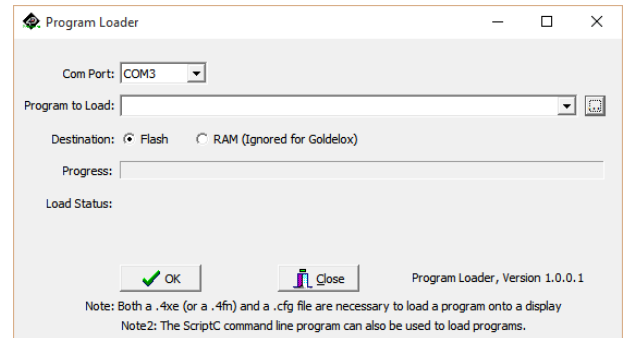 Program Loader
Com Port: COM3
Program to Load:
Destination: Flash RAM (Ignored for Goldelox)
Progress:
Load Status:
OK Close Program Loader, Version 1.0.0.1
Note: Both a .4xe (or a .4fn) and a .cfg file are necessary to load a program onto a display
Note2: The ScriptC command line program can also be used to load programs.